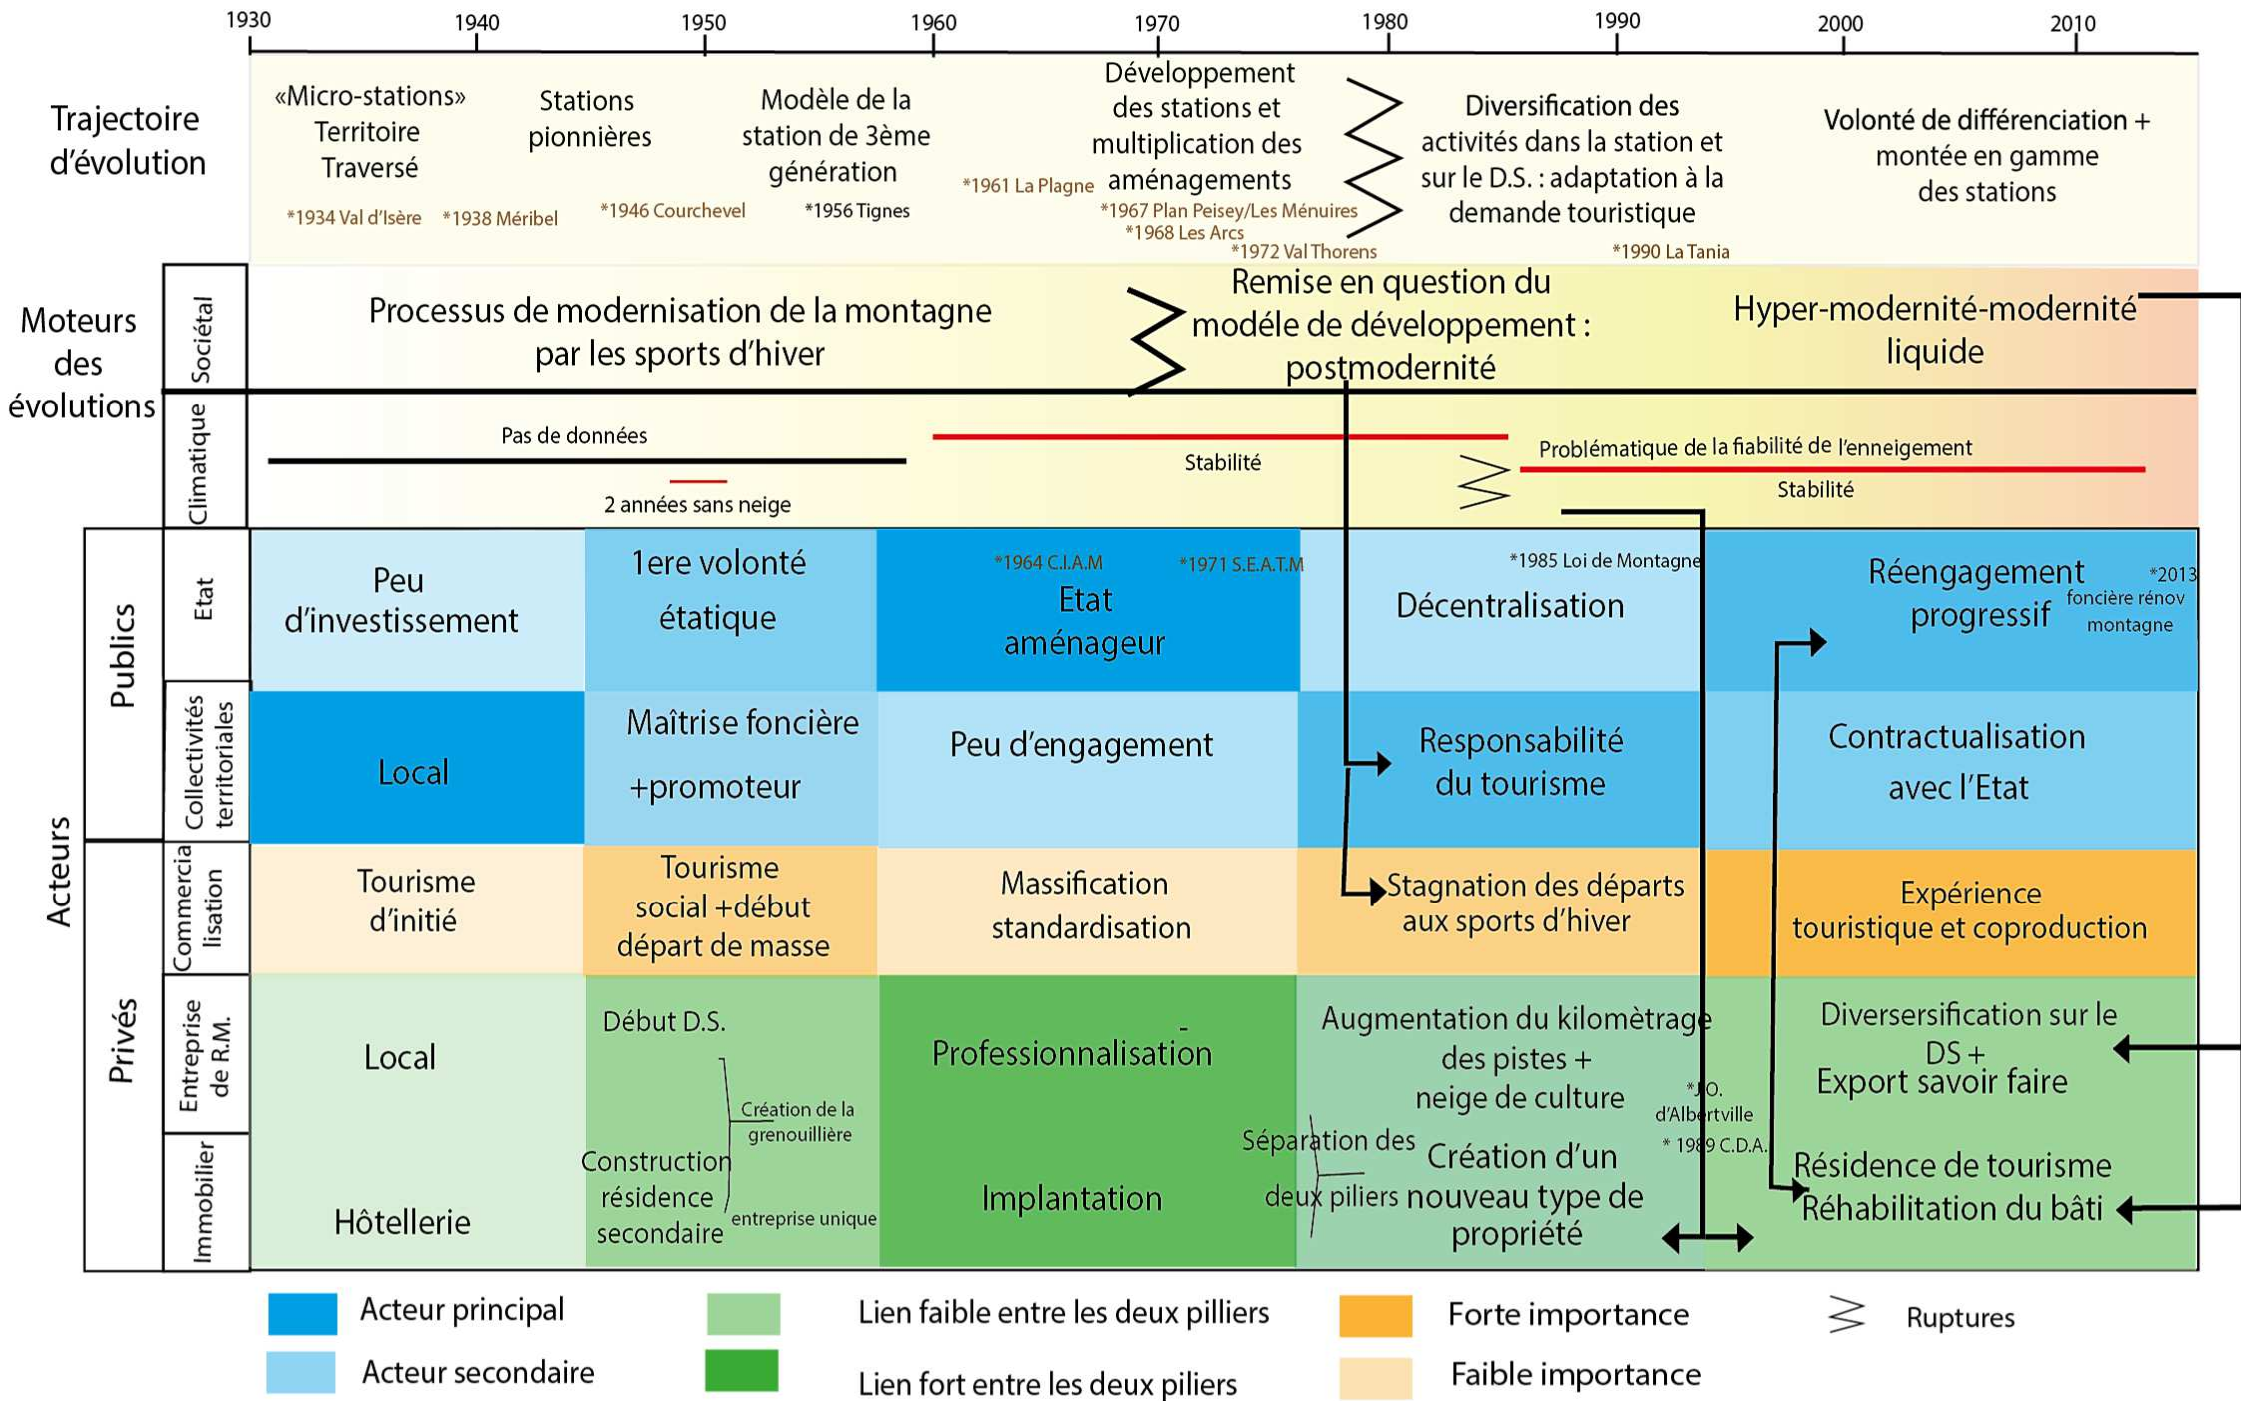 1930
1940
1950
1960
1970
1980
1990
2000
2010
Trajectoire
d’évolution
«Micro-stations»
Territoire
Traversé
*1934 Val d’Isère
*1938 Méribel
Stations
pionnières
*1946 Courchevel
Modèle de la
station de 3ème
génération
*1956 Tignes
*1961 La Plagne
Développement
des stations et
multiplication des
aménagements
*1967 Plan Peisey/Les Ménuires
*1968 Les Arcs
*1972 Val Thorens
Diversification des
activités dans la station et
sur le D.S. : adaptation à la
demande touristique
*1990 La Tania
Volonté de différenciation +
montée en gamme
des stations
Moteurs
des
évolutions
Sociétal
Processus de modernisation de la montagne
par les sports d’hiver
Remise en question du
modéle de développement :
postmodernité
Hyper-modernité-modernité
liquide
Climatique
Pas de données
2 années sans neige
Stabilité
Problématique de la fiabilité de l’enneigement
Stabilité
Acteurs
Publics
Etat
Peu
d’investissement
1ere volonté
étatique
*1964 C.I.A.M
*1971 S.E.A.T.M
Etat
aménageur
*1985 Loi de Montagne
Décentralisation
Réengagement
progressif
*2013
foncière rénov
montagne
Collectivités
territoriales
Local
Maîtrise foncière
+promoteur
Peu d’engagement
Responsabilité
du tourisme
Contractualisation
avec l’Etat
Privés
Commercia
lisation
Tourisme
d’initié
Tourisme
social +début
départ de masse
Massification
standardisation
Stagnation des départs
aux sports d’hiver
Expérience
touristique et coproduction
Entreprise
de R.M.
Local
Début D.S.
Création de la
grenouillière
Professionnalisation
Augmentation du kilomètrage
des pistes +
neige de culture
*J.O.
d’Albertville
* 1989 C.D.A.
Diversersification sur le
DS +
Export savoir faire
Immobilier
Hôtellerie
Construction
résidence
secondaire
entreprise unique
Implantation
Séparation des
deux piliers
Création d’un
nouveau type de
propriété
Résidence de tourisme
Réhabilitation du bâti
Acteur principal
Acteur secondaire
Lien faible entre les deux pilliers
Lien fort entre les deux piliers
Forte importance
Faible importance
Ruptures